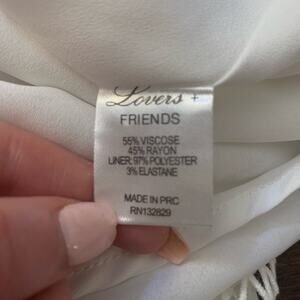 Lovers +
FRIENDS
55% VISCOSE
45% RAYON
LINER: 97% POLYESTER
3% ELASTANE
MADE IN PRC
RN132829